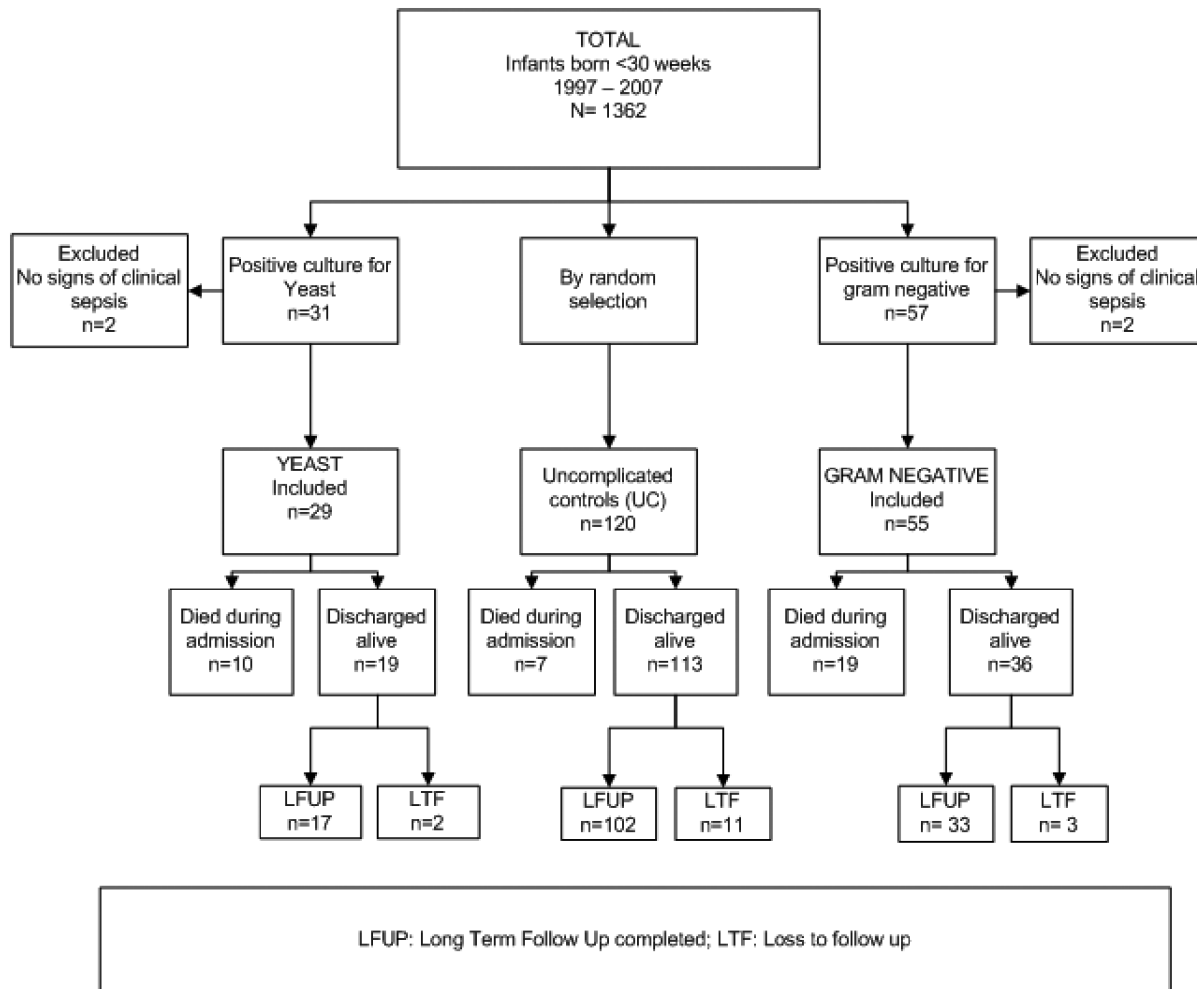 TOTAL
Infants born <30 weeks
1997 – 2007
N= 1362
Excluded
No signs of clinical
sepsis
n=2
Positive culture for
Yeast
n=31
By random
selection
Positive culture for
gram negative
n=57
Excluded
No signs of clinical
sepsis
n=2
YEAST
Included
n=29
Uncomplicated
controls (UC)
n=120
GRAM NEGATIVE
Included
n=55
Died during
admission
n=10
Discharged
alive
n=19
Died during
admission
n=7
Discharged
alive
n=113
Died during
admission
n=19
Discharged
alive
n=36
LFUP
n=17
LTF
n=2
LFUP
n=102
LTF
n=11
LFUP
n= 33
LTF
n= 3
LFUP: Long Term Follow Up completed; LTF: Loss to follow up